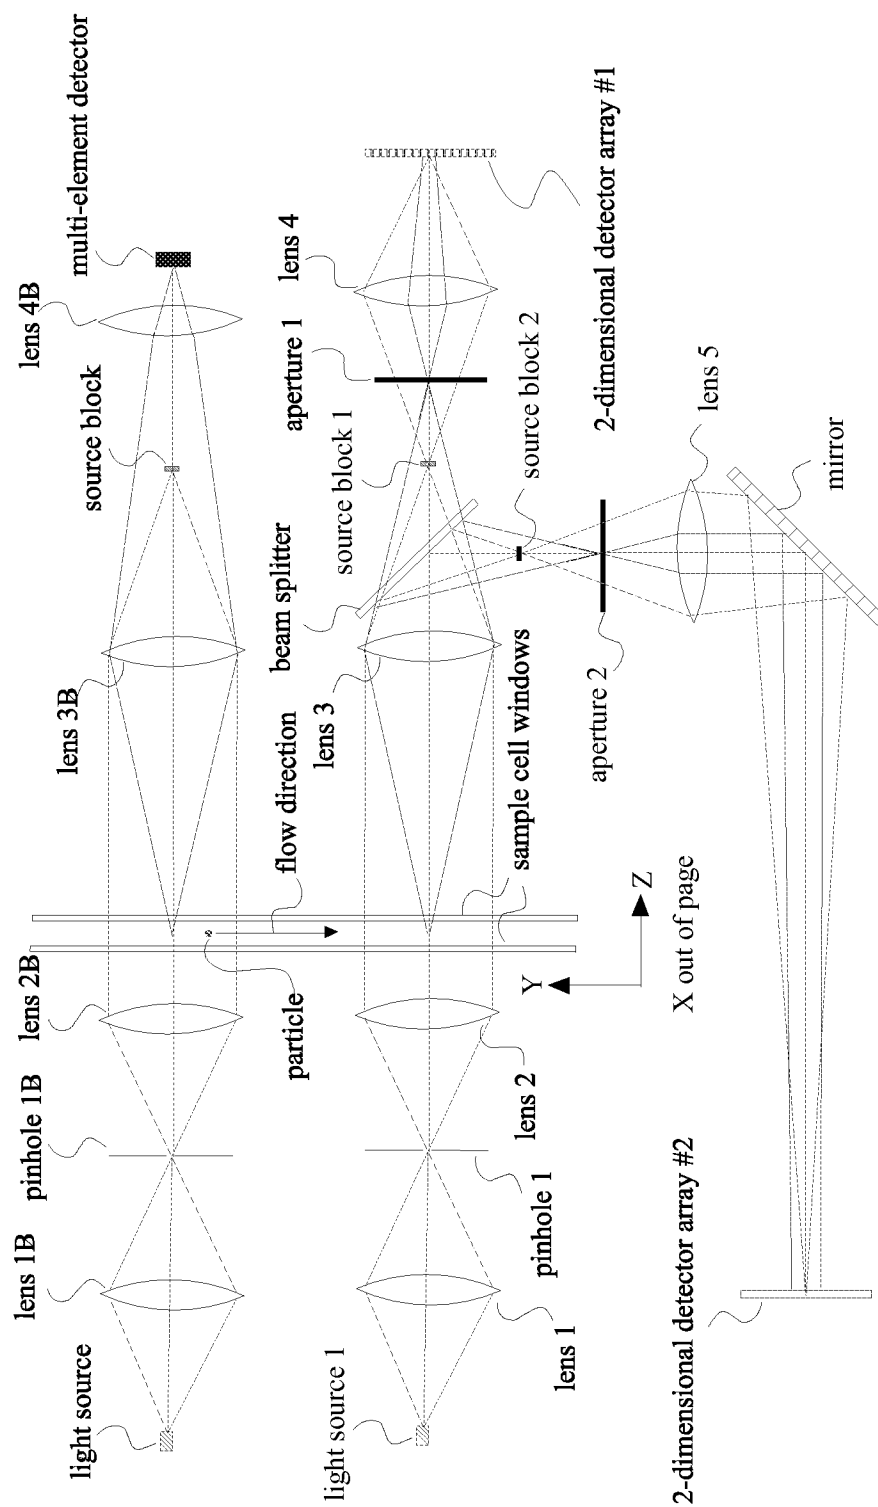 light source
lens 1B
pinhole 1B
lens 2B
particle
flow direction
lens 3B
source block
lens 4B
multi-element detector
light source 1
lens 1
pinhole 1
lens 2
sample cell windows
lens 3
beam splitter
source block 1
aperture 1
lens 4
2-dimensional detector array #1
source block 2
aperture 2
lens 5
mirror
Y
Z
X out of page
2-dimensional detector array #2